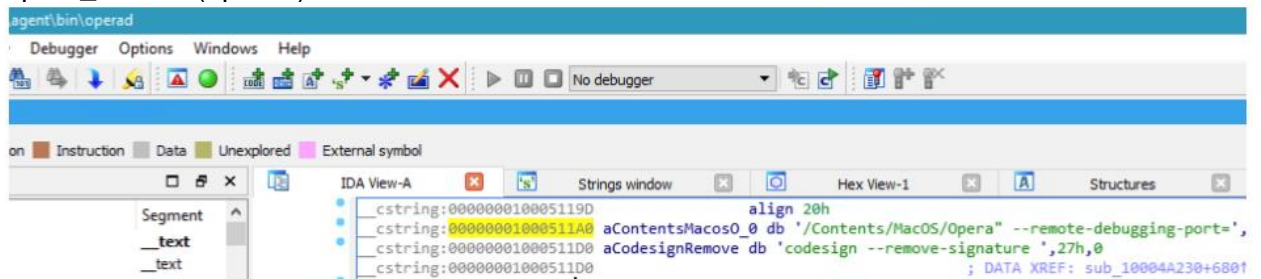 .agent\bin\operad
Debugger Options Windows Help
No debugger
Instruction Data Unexplored External symbol
IDA View-A Strings window Hex View-1 Structures
Segment
__text
__text
__cstring:000000010005119D align 20h
__cstring:00000001000511A0 aContentsMacosO_0 db '/Contents/MacOS/Opera" --remote-debugging-port=',
__cstring:00000001000511D0 aCodesignRemove db 'codesign --remove-signature ',27h,0
__cstring:00000001000511D0 ; DATA XREF: sub_10004A230+680↑